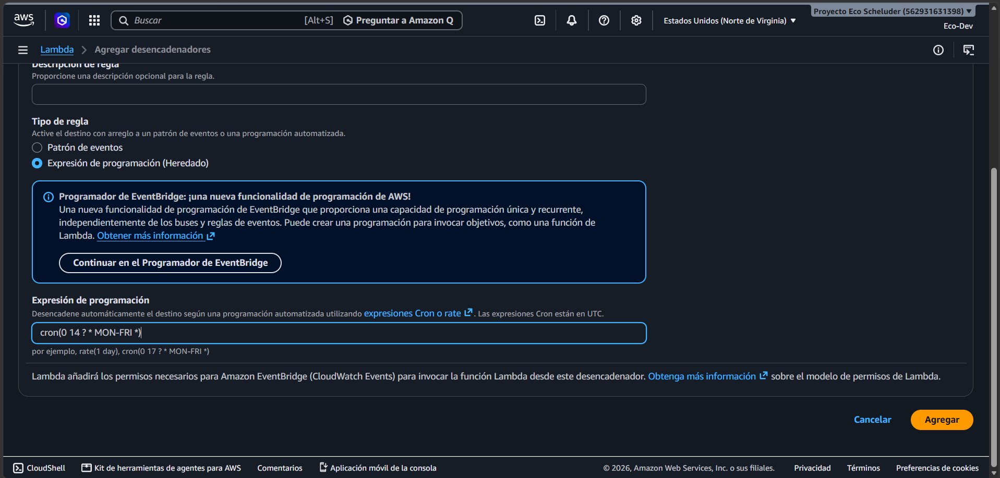 aws
Buscar [Alt+S] Preguntar a Amazon Q
Estados Unidos (Norte de Virginia) ▼
Proyecto Eco Scheluder (562931631398) ▼
Eco-Dev
Lambda > Agregar desencadenadores
Descripción de regla
Proporcione una descripción opcional para la regla.
Tipo de regla
Active el destino con arreglo a un patrón de eventos o una programación automatizada.
Patrón de eventos
Expresión de programación (Heredado)
Programador de EventBridge: ¡una nueva funcionalidad de programación de AWS!
Una nueva funcionalidad de programación de EventBridge que proporciona una capacidad de programación única y recurrente,
independientemente de los buses y reglas de eventos. Puede crear una programación para invocar objetivos, como una función de
Lambda. Obtener más información
Continuar en el Programador de EventBridge
Expresión de programación
Desencadene automáticamente el destino según una programación automatizada utilizando expresiones Cron o rate. Las expresiones Cron están en UTC.
cron(0 14 ? * MON-FRI *)
por ejemplo, rate(1 day), cron(0 17 ? * MON-FRI *)
Lambda añadirá los permisos necesarios para Amazon EventBridge (CloudWatch Events) para invocar la función Lambda desde este desencadenador. Obtenga más información sobre el modelo de permisos de Lambda.
Cancelar Agregar
CloudShell Kit de herramientas de agentes para AWS Comentarios Aplicación móvil de la consola © 2026, Amazon Web Services, Inc. o sus filiales. Privacidad Términos Preferencias de cookies